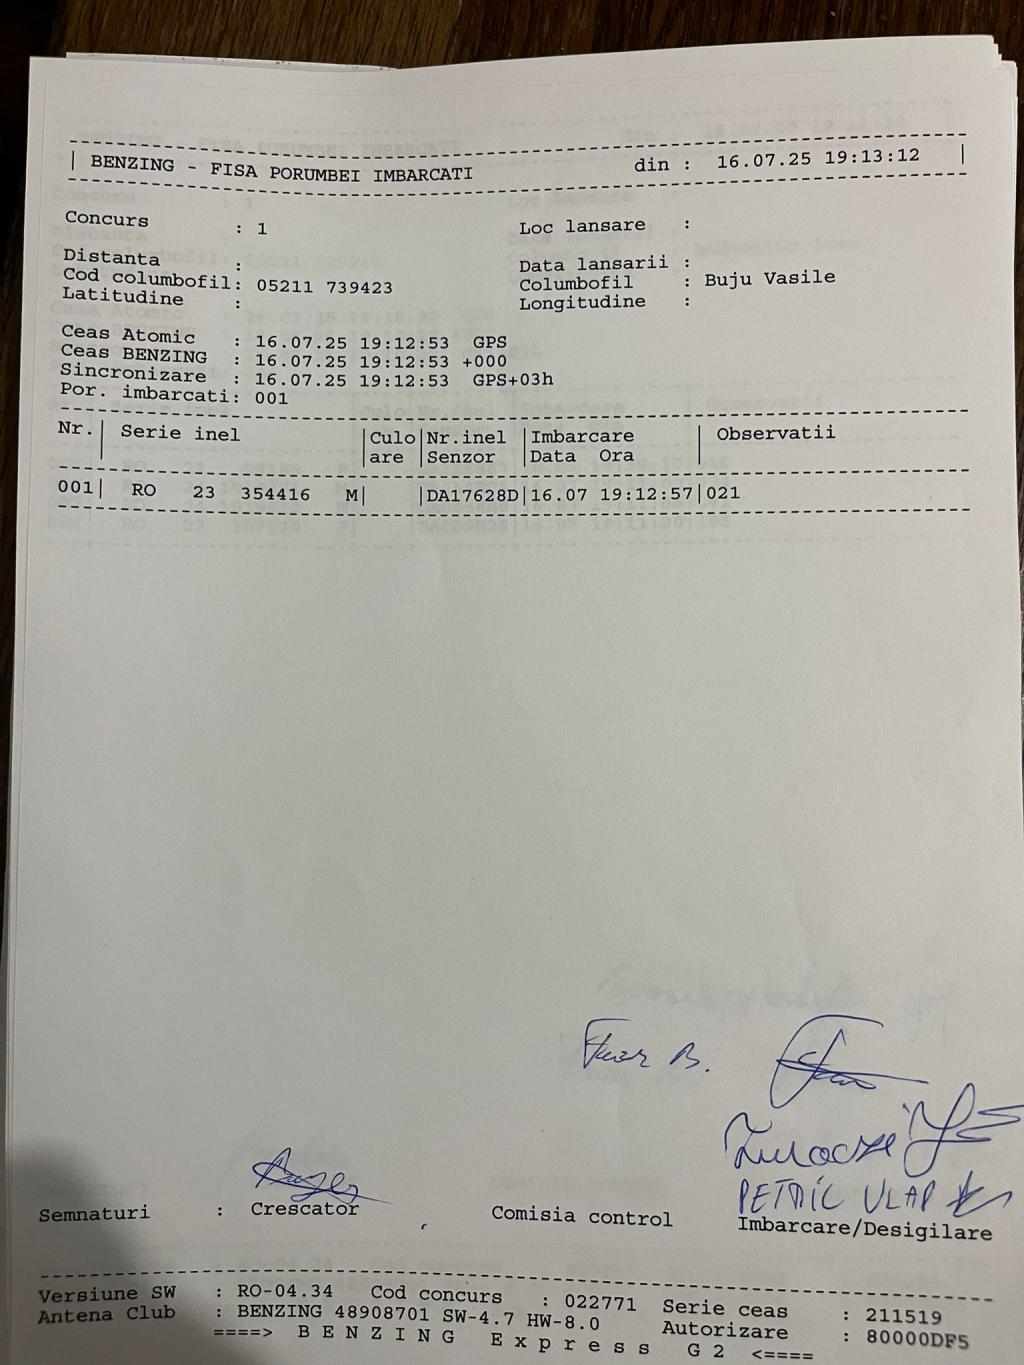 | BENZING - FISA PORUMBEI IMBARCATI din : 16.07.25 19:13:12 |
Concurs : 1 Loc lansare :
Distanta : Data lansarii :
Cod columbofil: 05211 739423 Columbofil : Buju Vasile
Latitudine : Longitudine :
Ceas Atomic : 16.07.25 19:12:53 GPS
Ceas BENZING : 16.07.25 19:12:53 +000
Sincronizare : 16.07.25 19:12:53 GPS+03h
Por. imbarcati: 001
Nr.| Serie inel |Culo|Nr.inel |Imbarcare | Observatii
| |are |Senzor |Data Ora |
001| RO 23 354416 M| |DA17628D|16.07 19:12:57|021
B.
PETRIC VLAD
Semnaturi : Crescator Comisia control Imbarcare/Desigilare
Versiune SW : RO-04.34 Cod concurs : 022771 Serie ceas : 211519
Antena Club : BENZING 48908701 SW-4.7 HW-8.0 Autorizare : 80000DF5
====> B E N Z I N G E x p r e s s G 2 <====